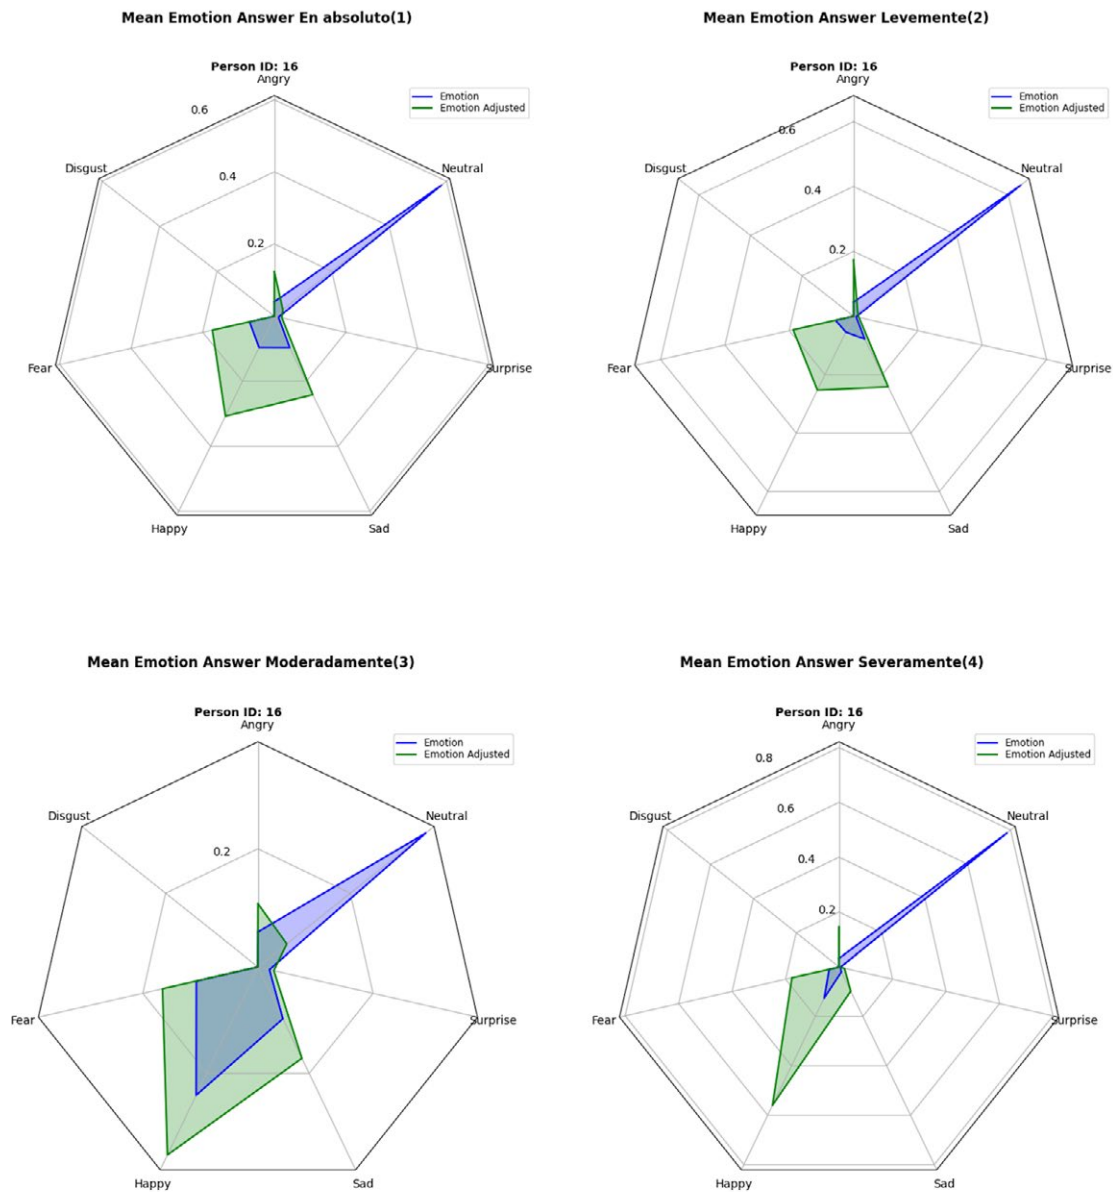 Mean Emotion Answer En absoluto(1)
Person ID: 16
Angry
Emotion
Emotion Adjusted
0.6
0.4
0.2
Disgust
Neutral
Fear
Surprise
Happy
Sad
Mean Emotion Answer Levemente(2)
Person ID: 16
Angry
Emotion
Emotion Adjusted
0.6
0.4
0.2
Disgust
Neutral
Fear
Surprise
Happy
Sad
Mean Emotion Answer Moderadamente(3)
Person ID: 16
Angry
Emotion
Emotion Adjusted
0.2
Disgust
Neutral
Fear
Surprise
Happy
Sad
Mean Emotion Answer Severamente(4)
Person ID: 16
Angry
Emotion
Emotion Adjusted
0.8
0.6
0.4
0.2
Disgust
Neutral
Fear
Surprise
Happy
Sad